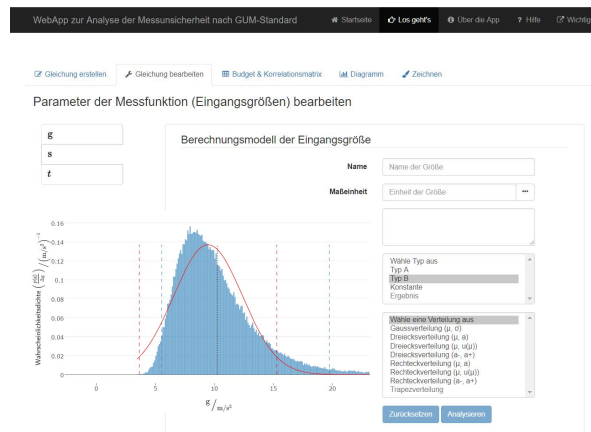 WebApp zur Analyse der Messunsicherheit nach GUM-Standard Startseite Los geht's Über die App Hilfe Wichtig
Gleichung erstellen Gleichung bearbeiten Budget & Korrelationsmatrix Diagramm Zeichnen
Parameter der Messfunktion (Eingangsgrößen) bearbeiten
g
s
t
Berechnungsmodell der Eingangsgröße
Name Name der Größe
Maßeinheit Einheit der Größe ...
Wähle Typ aus
Typ A
Typ B
Konstante
Ergebnis
Wähle eine Verteilung aus
Gaussverteilung (μ, σ)
Dreiecksverteilung (μ, a)
Dreiecksverteilung (μ, u(μ))
Dreiecksverteilung (a-, a+)
Rechteckverteilung (μ, a)
Rechteckverteilung (μ, u(μ))
Rechteckverteilung (a-, a+)
Trapezverteilung
Zurücksetzen Analysieren
0.16
0.14
0.12
0.1
0.08
0.06
0.04
0.02
0
Wahrscheinlichkeitsdichte
0 5 10 15 20
g / m/s²